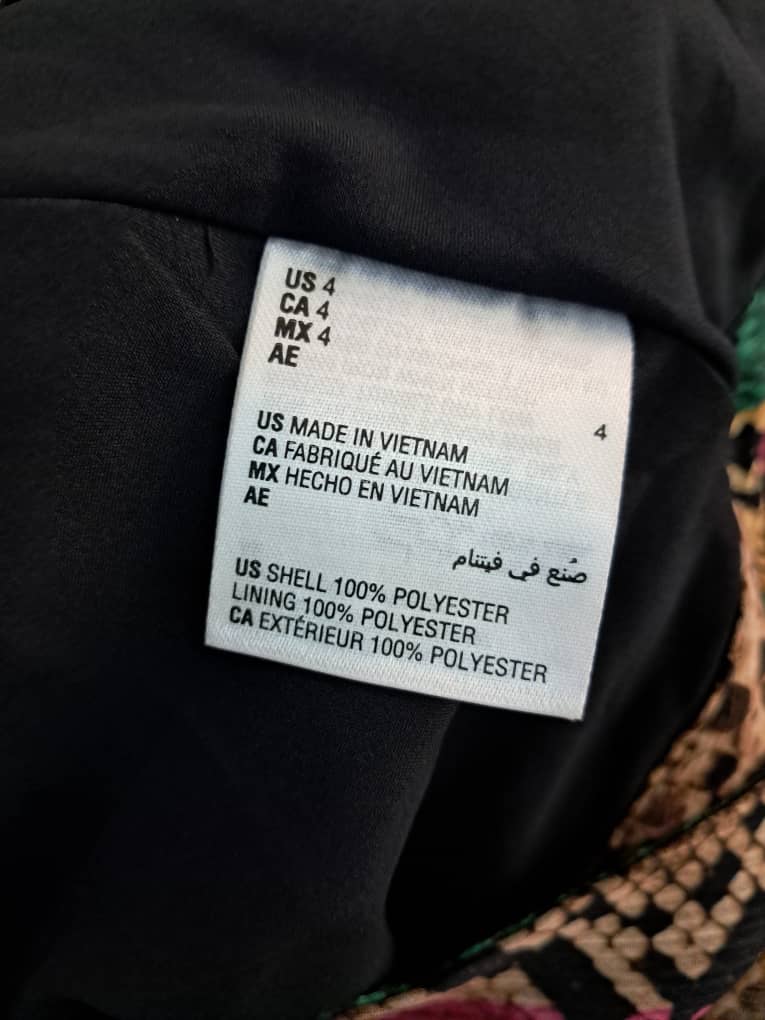 US 4
CA 4
MX 4
AE
4
US MADE IN VIETNAM
CA FABRIQUÉ AU VIETNAM
MX HECHO EN VIETNAM
AE
صُنع في فيتنام
US SHELL 100% POLYESTER
LINING 100% POLYESTER
CA EXTÉRIEUR 100% POLYESTER